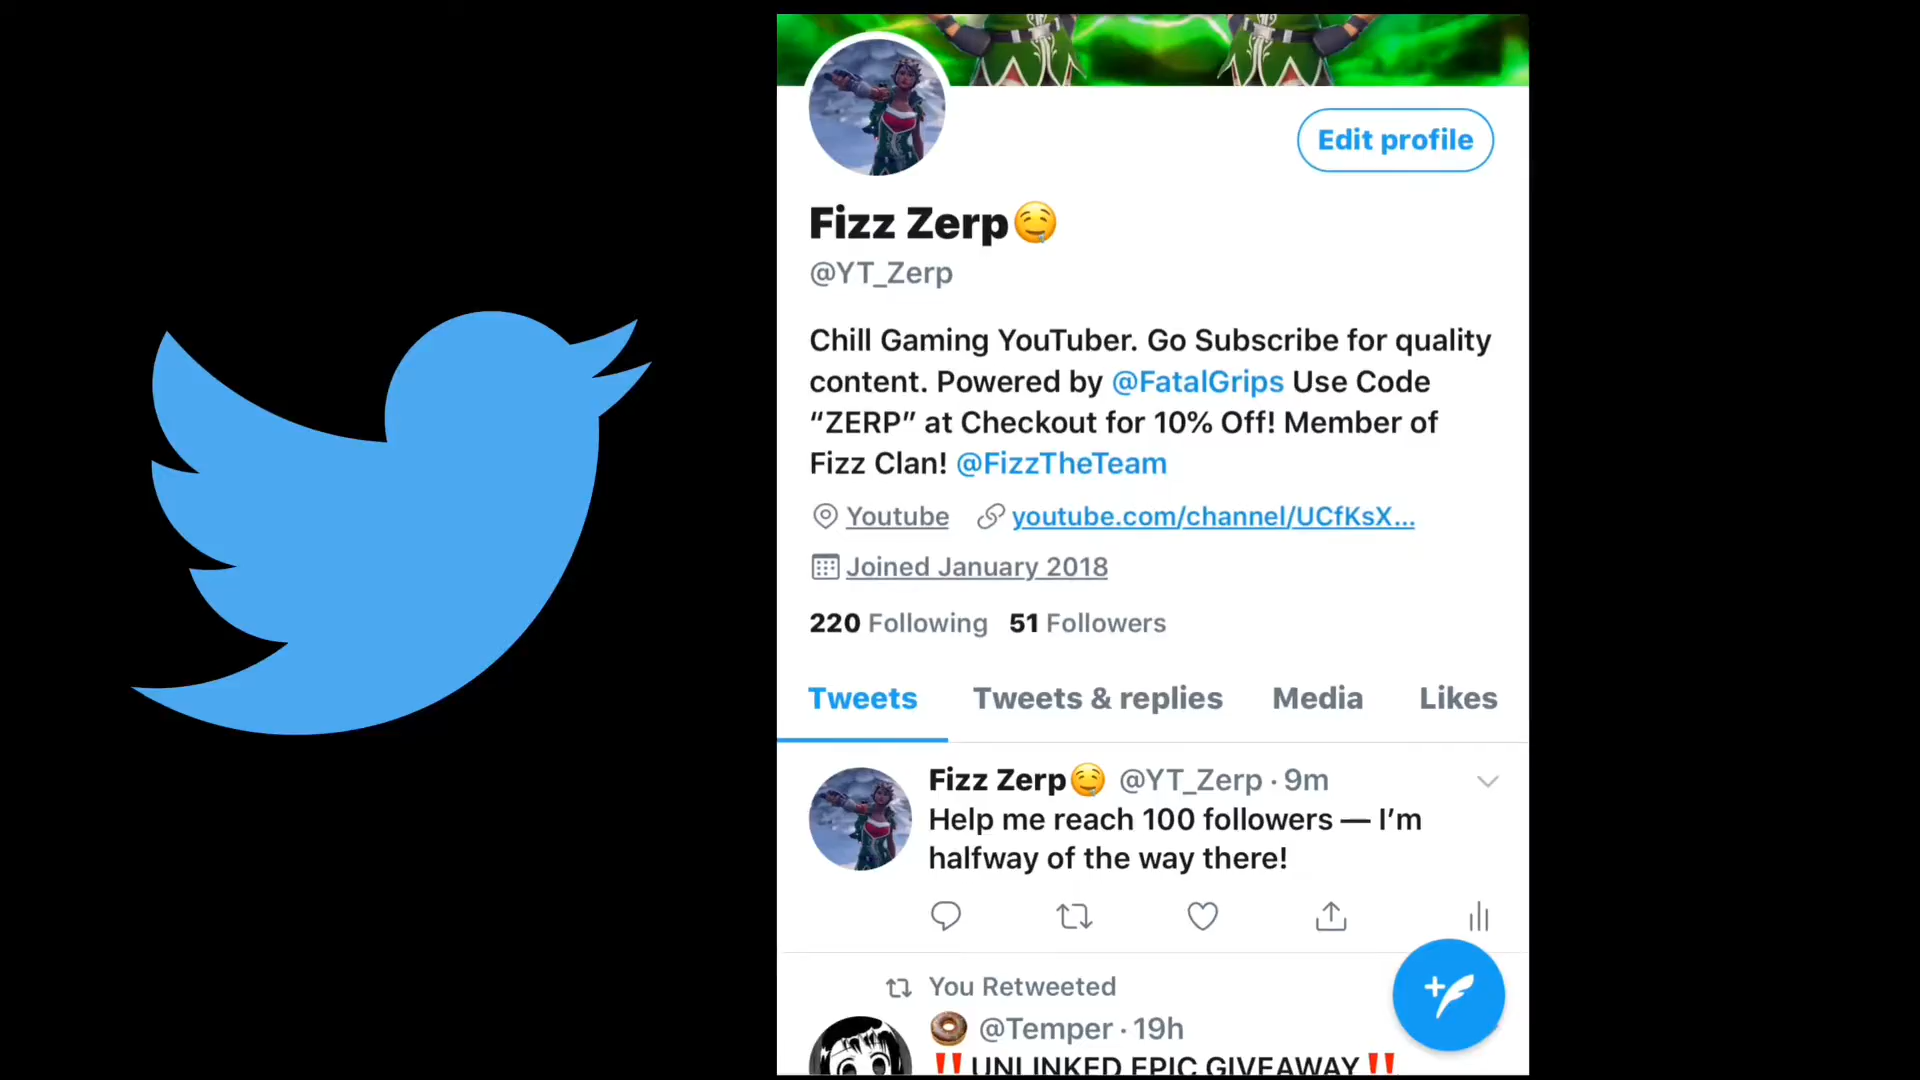 Edit profile
Fizz Zerp🤤
@YT_Zerp
Chill Gaming YouTuber. Go Subscribe for quality
content. Powered by @FatalGrips Use Code
“ZERP” at Checkout for 10% Off! Member of
Fizz Clan! @FizzTheTeam
Youtube youtube.com/channel/UCfKsX...
Joined January 2018
220 Following 51 Followers
Tweets Tweets & replies Media Likes
Fizz Zerp🤤 @YT_Zerp · 9m
Help me reach 100 followers — I’m
halfway of the way there!
You Retweeted
🍩 @Temper · 19h
‼️UNLINKED EPIC GIVEAWAY‼️